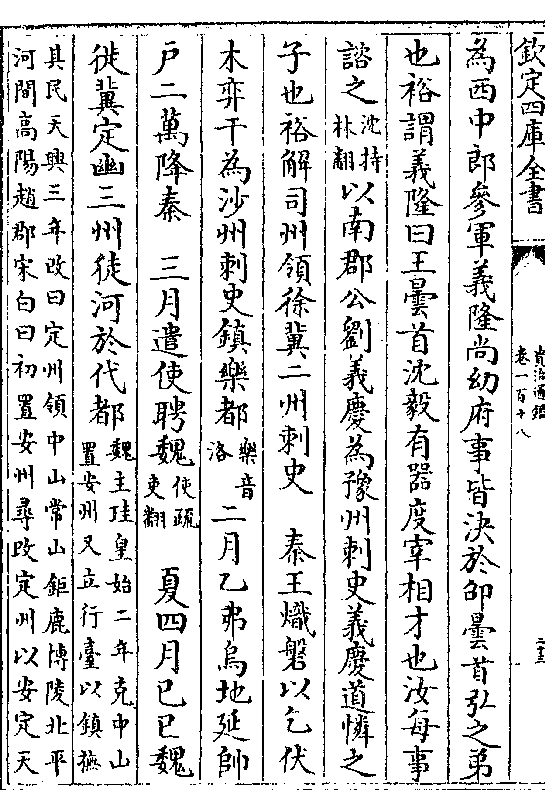 欽定四庫全書
資治通鑑
卷一百十八
二十三
為西中郎參軍義隆尚幼府事皆決於卲曇首弘之弟
也裕謂義隆曰王曇首沈毅有器度宰相才也汝每事
諮之
沈持
林翻
以南郡公劉義慶為豫州刺史義慶道憐之
子也裕解司州領徐冀二州刺史　秦王熾磐以乞伏
木弈干為沙州刺史鎮樂都
樂音
洛
二月乙弗烏地延帥
戶二萬降秦　三月遣使聘魏
使疏
吏翻
夏四月己巳魏
徙冀定幽三州徒河於代都
魏主珪皇始二年克中山
置安州又立行臺以鎮撫
其民天興三年改曰定州領中山常山鉅鹿博陵北平
河間高陽趙郡宋白曰初置安州尋改定州以安定天